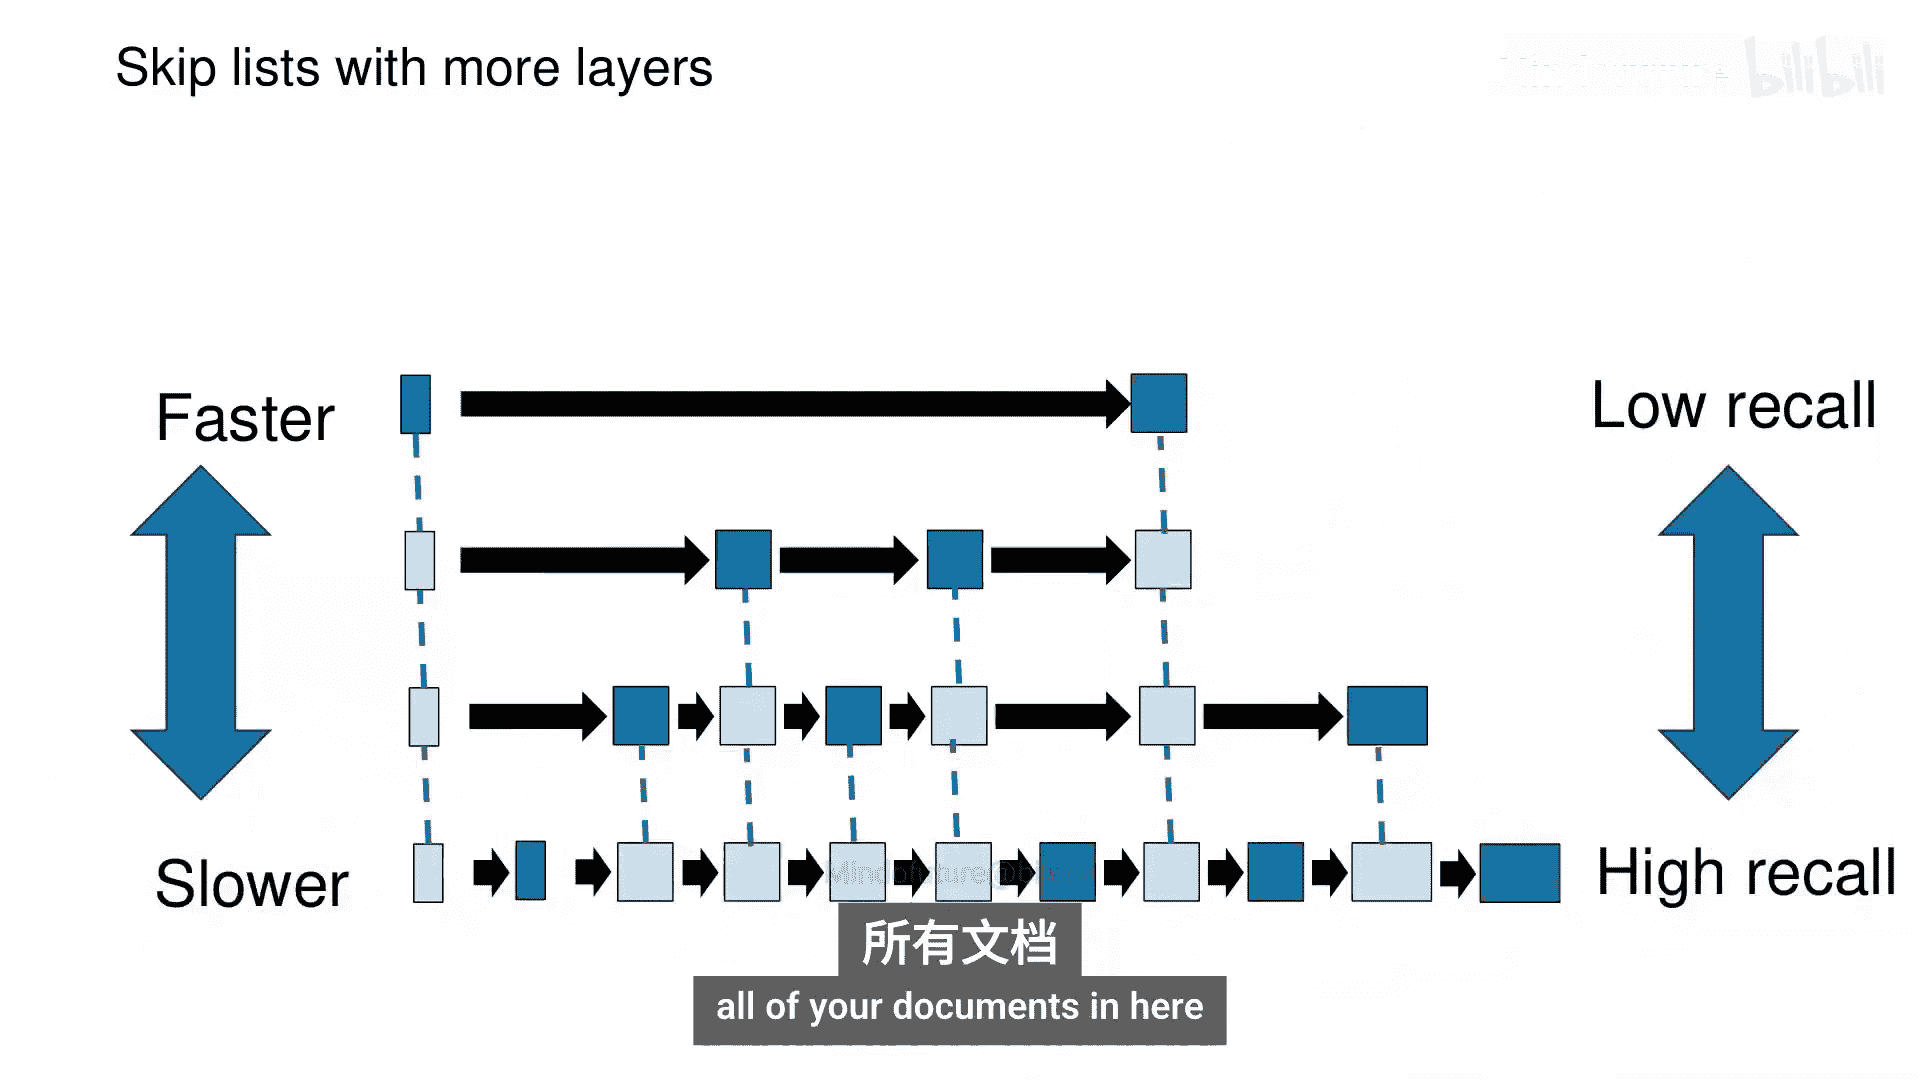 Skip lists with more layers
bilibili
Faster
Low recall
Slower
High recall
所有文档
all of your documents in here